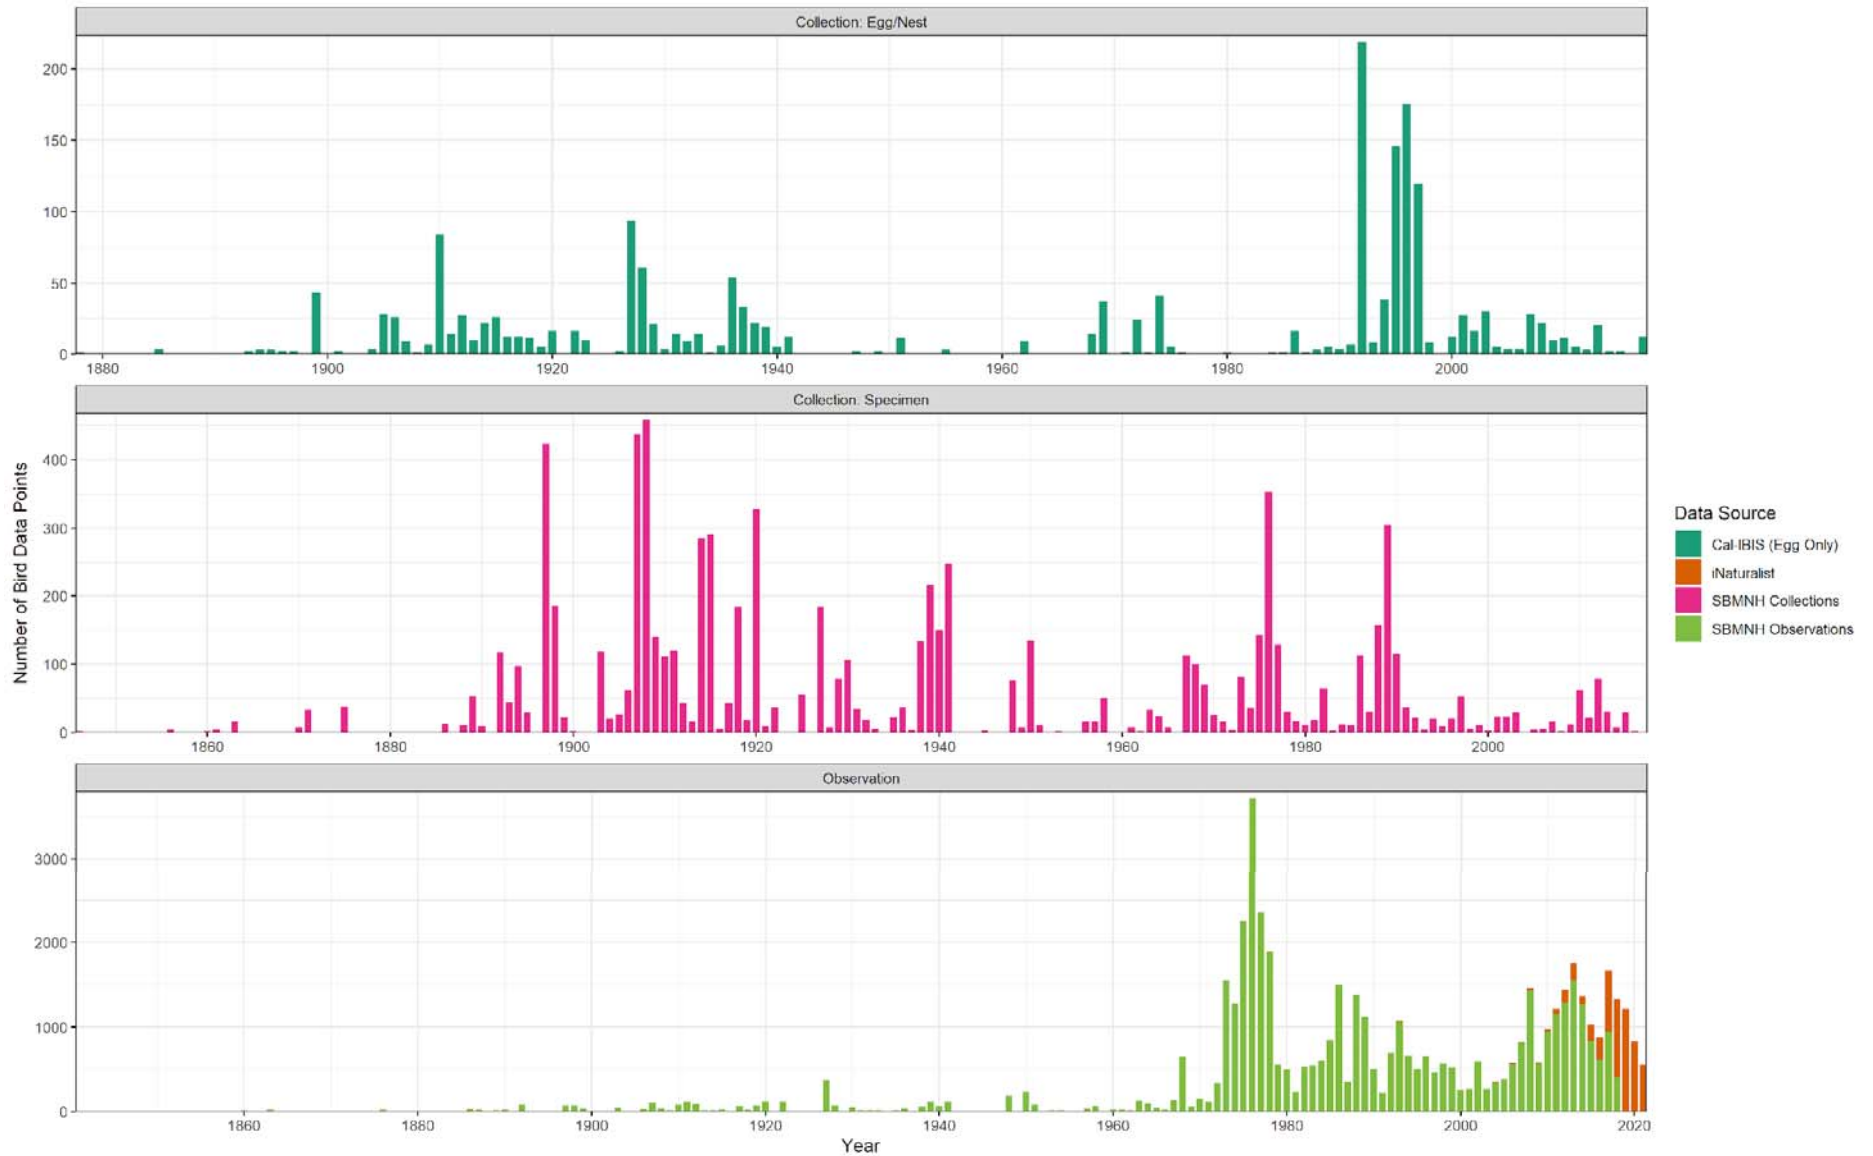 Collection: Egg/Nest
200
150
100
50
0
1880 1900 1920 1940 1960 1980 2000
Collection: Specimen
400
300
200
100
0
1860 1880 1900 1920 1940 1960 1980 2000
Observation
3000
2000
1000
0
1860 1880 1900 1920 1940 1960 1980 2000 2020
Year
Number of Bird Data Points
Data Source
Cal-IBIS (Egg Only)
iNaturalist
SBMNH Collections
SBMNH Observations